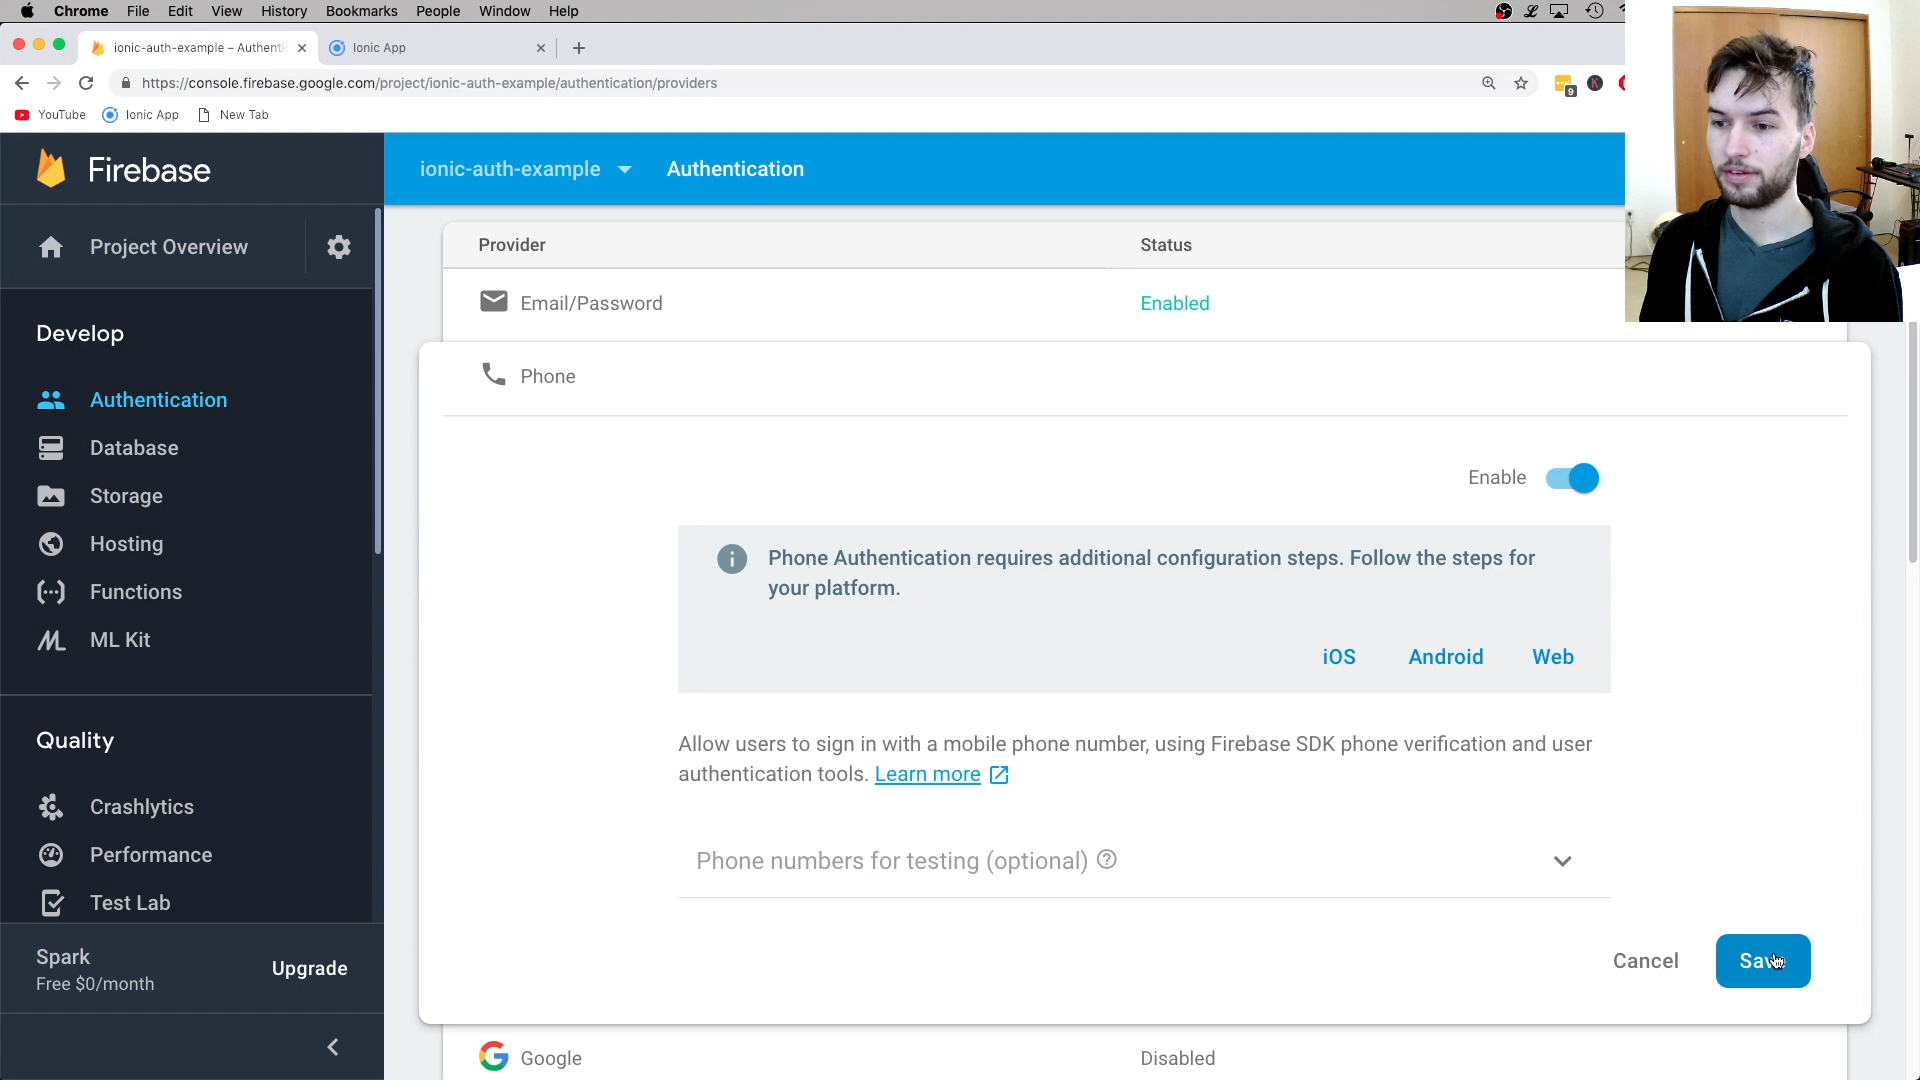 Chrome File Edit View History Bookmarks People Window Help
ionic-auth-example – Authenti
Ionic App
https://console.firebase.google.com/project/ionic-auth-example/authentication/providers
9
K
YouTube
Ionic App
New Tab
Firebase
ionic-auth-example
Authentication
Project Overview
Develop
Authentication
Database
Storage
Hosting
Functions
ML Kit
Quality
Crashlytics
Performance
Test Lab
Spark
Free $0/month
Upgrade
Provider
Status
Email/Password
Enabled
Phone
Enable
Phone Authentication requires additional configuration steps. Follow the steps for
your platform.
iOS
Android
Web
Allow users to sign in with a mobile phone number, using Firebase SDK phone verification and user
authentication tools. Learn more
Phone numbers for testing (optional)
Cancel
Save
Google
Disabled